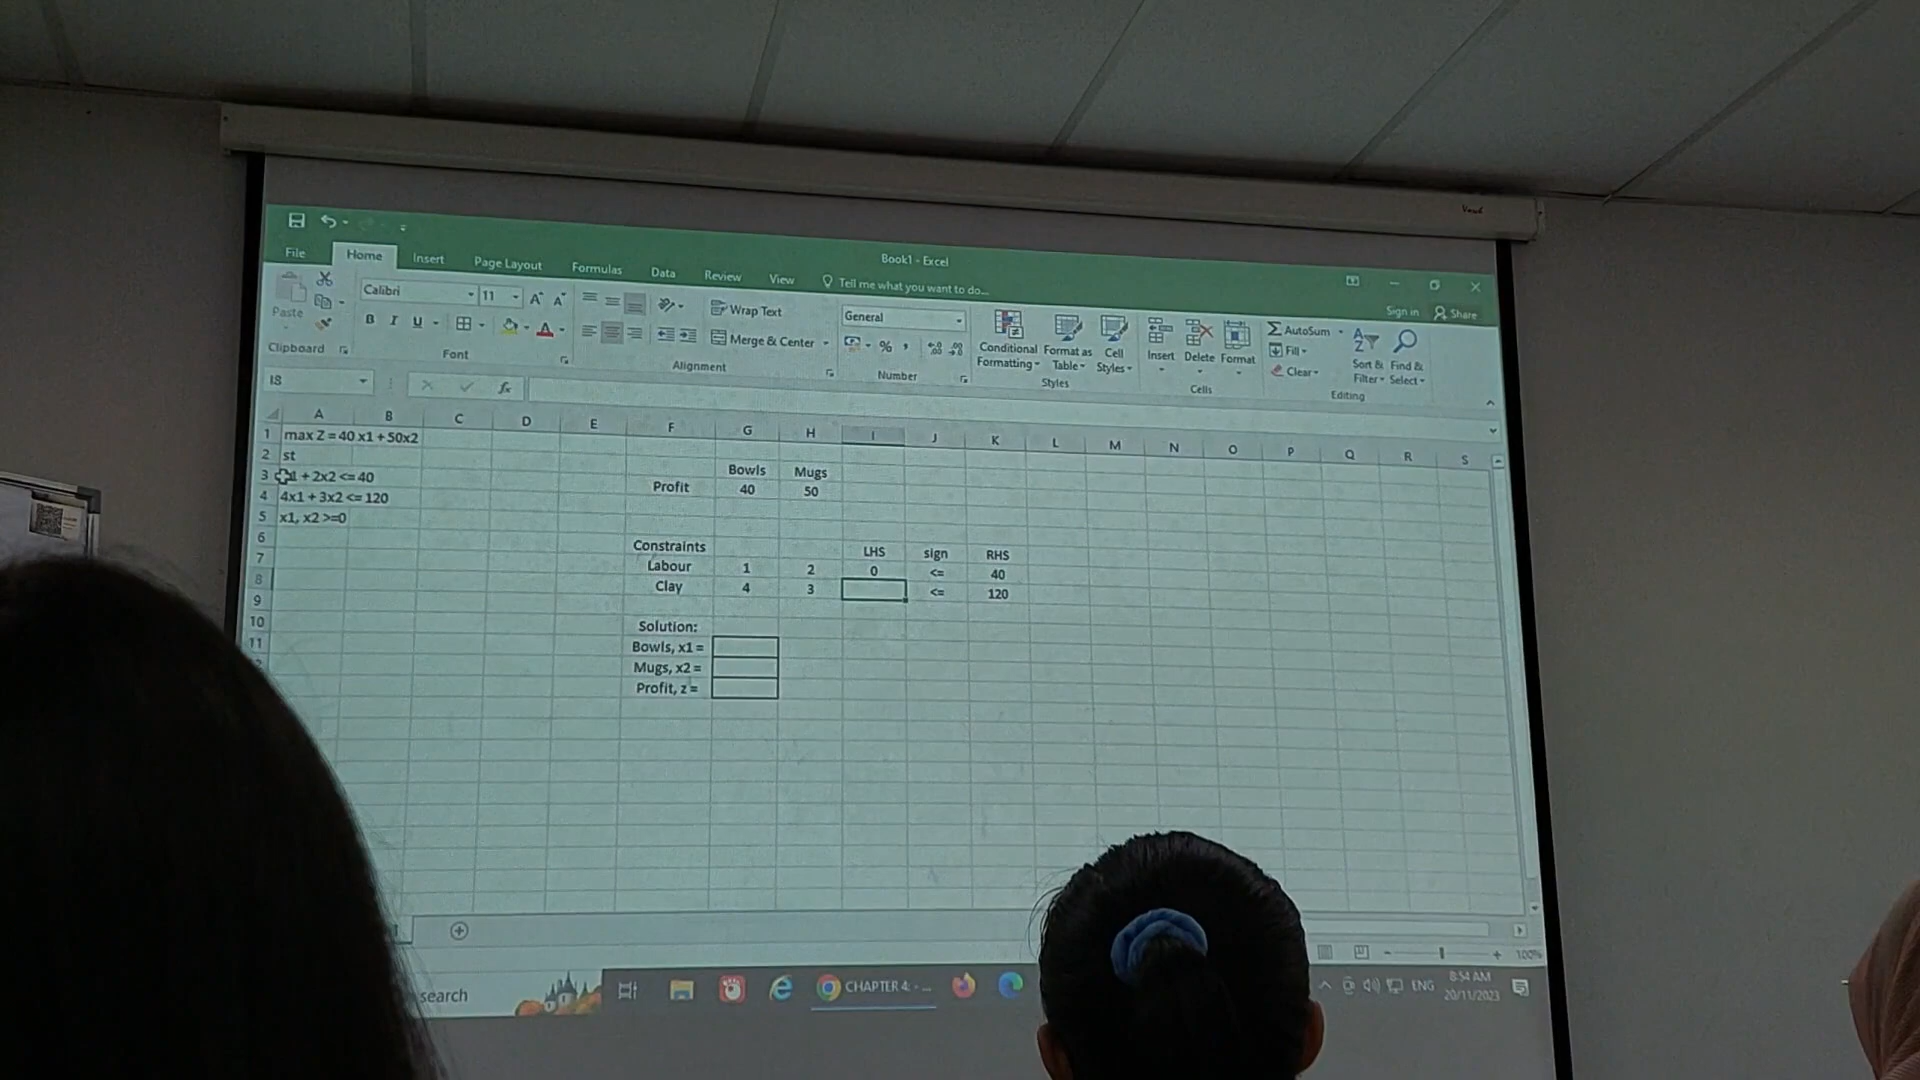 Book1 - Excel
File Home Insert Page Layout Formulas Data Review View Tell me what you want to do...
Sign in Share
Paste
Calibri 11
B I U
Wrap Text
Merge & Center
General
%
Conditional Formatting
Format as Table
Cell Styles
Insert Delete Format
AutoSum
Fill
Clear
Sort & Filter
Find & Select
Clipboard Font Alignment Number Styles Cells Editing
I8 fx
A B C D E F G H I J K L M N O P Q R S
1 max Z = 40 x1 + 50x2
2 st Bowls Mugs
3 1 + 2x2 <= 40 Profit 40 50
4 4x1 + 3x2 <= 120
5 x1, x2 >=0
6 Constraints LHS sign RHS
7 Labour 1 2 0 <= 40
8 Clay 4 3 <= 120
9
10 Solution:
11 Bowls, x1 =
Mugs, x2 =
Profit, z =
100%
search
CHAPTER 4: - ...
ENG
8:54 AM
20/11/2023